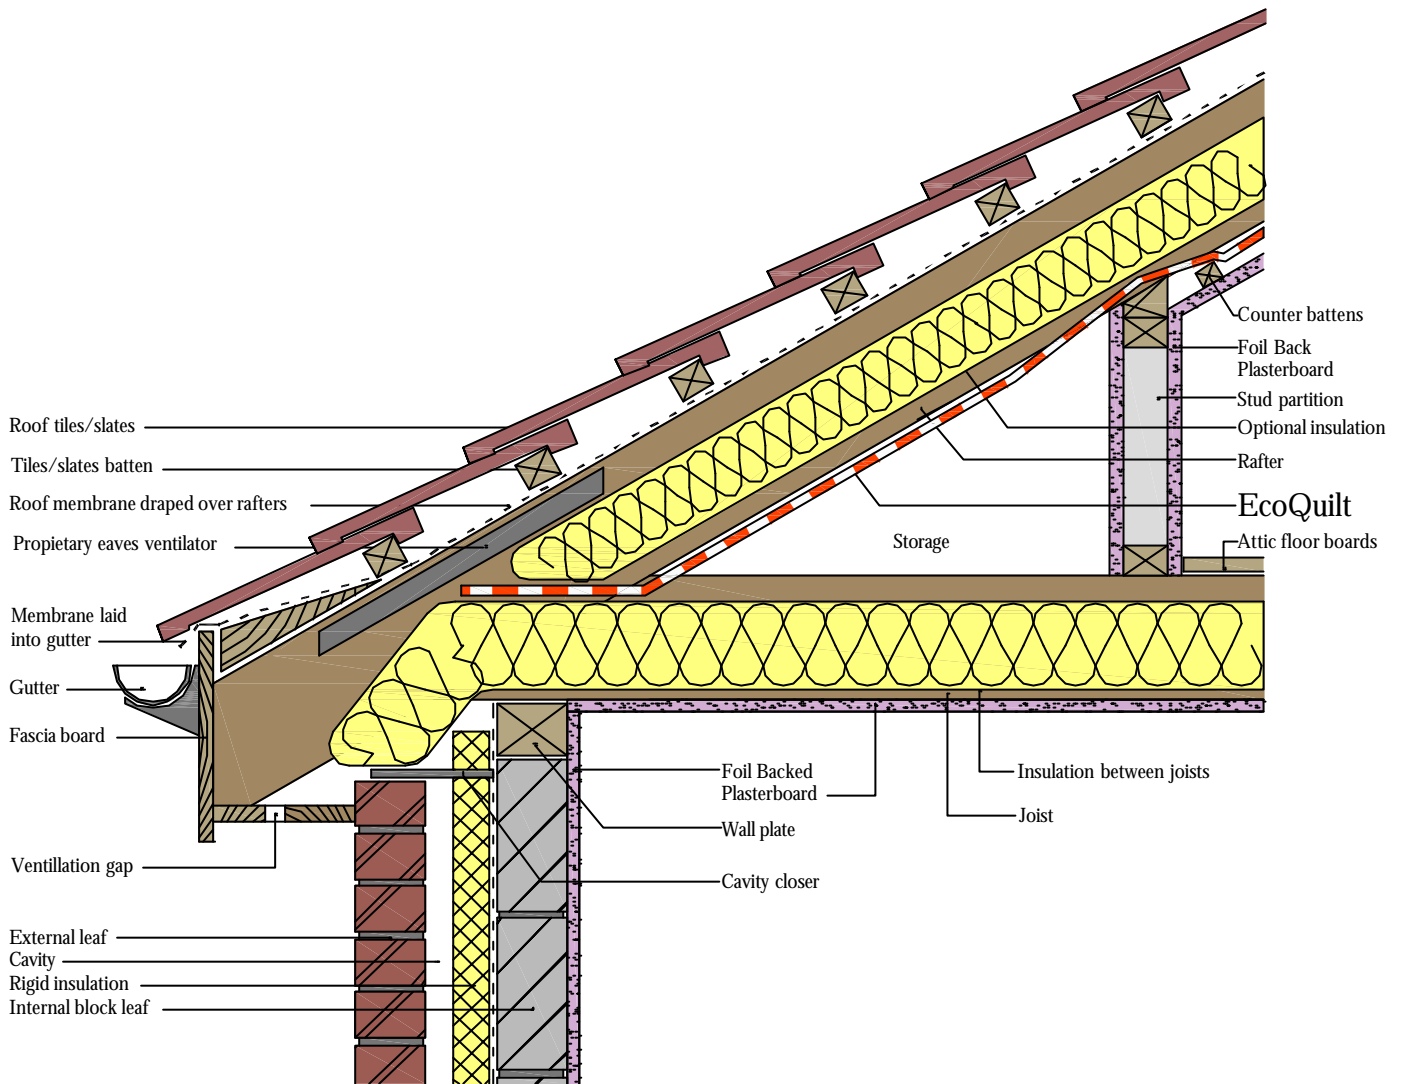 Roof tiles/slates
Tiles/slates batten
Roof membrane draped over rafters
Propietary eaves ventilator
Membrane laid
into gutter
Gutter
Fascia board
Ventillation gap
External leaf
Cavity
Rigid insulation
Internal block leaf
Counter battens
Foil Back
Plasterboard
Stud partition
Optional insulation
Rafter
EcoQuilt
Storage
Attic floor boards
Foil Backed
Plasterboard
Insulation between joists
Joist
Wall plate
Cavity closer